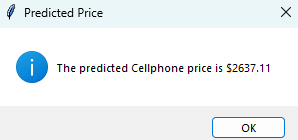 Predicted Price
The predicted Cellphone price is $2637.11
OK